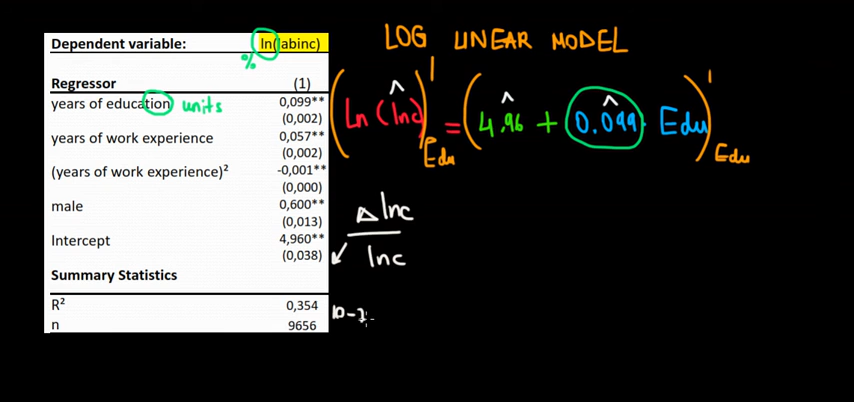 LOG LINEAR MODEL
Dependent variable: ln(labinc)
%
Regressor (1)
years of education units 0,099**
(0,002)
years of work experience 0,057**
(0,002)
(years of work experience)² -0,001**
(0,000)
male 0,600**
(0,013)
Intercept 4,960**
(0,038)
Summary Statistics
R² 0,354
n 9656
(ln (Inc))' Edu = (4.96 + 0.099 · Edu)' Edu
Δ Inc
Inc
10-